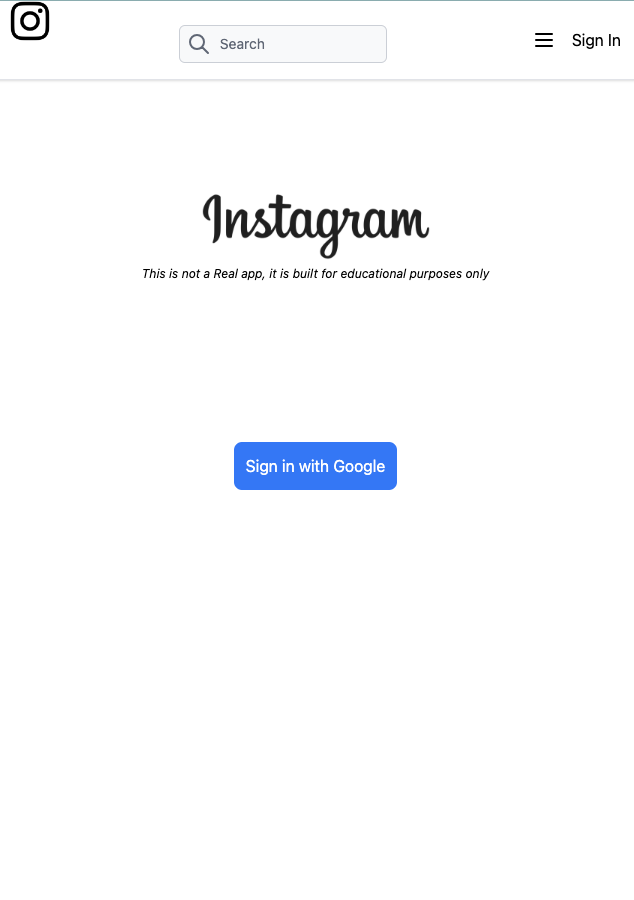 Search
Sign In
Instagram
This is not a Real app, it is built for educational purposes only
Sign in with Google